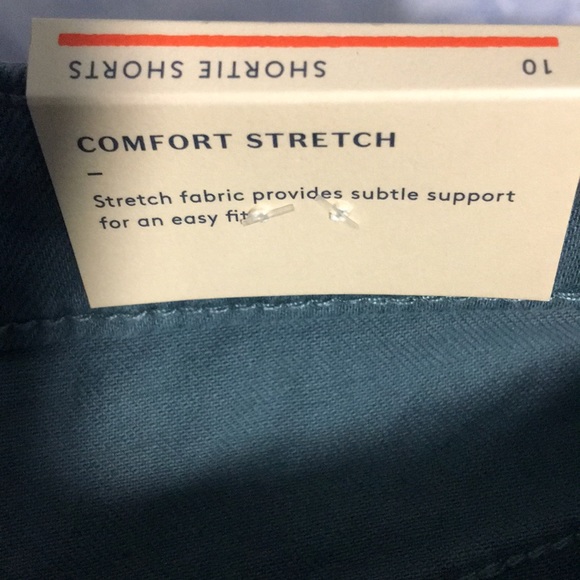 SHORTIE SHORTS 10
COMFORT STRETCH
–
Stretch fabric provides subtle support
for an easy fit